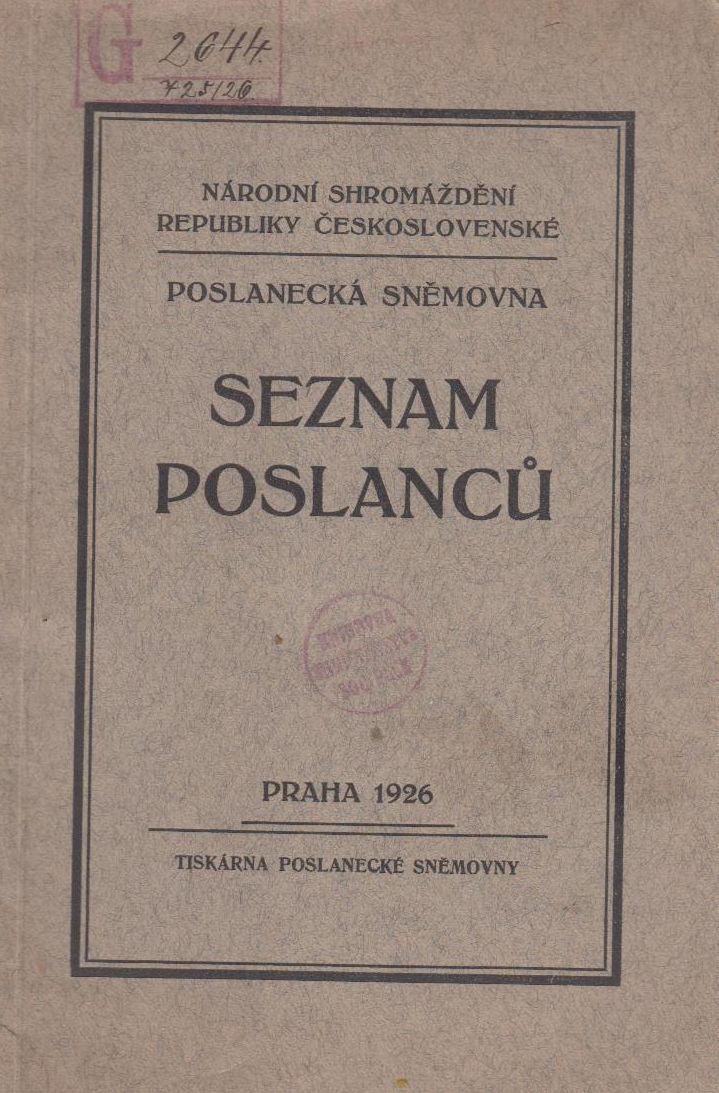 G 2644.
725/26.
NÁRODNÍ SHROMÁŽDĚNÍ
REPUBLIKY ČESKOSLOVENSKÉ
POSLANECKÁ SNĚMOVNA
SEZNAM
POSLANCŮ
PRAHA 1926
TISKÁRNA POSLANECKÉ SNĚMOVNY